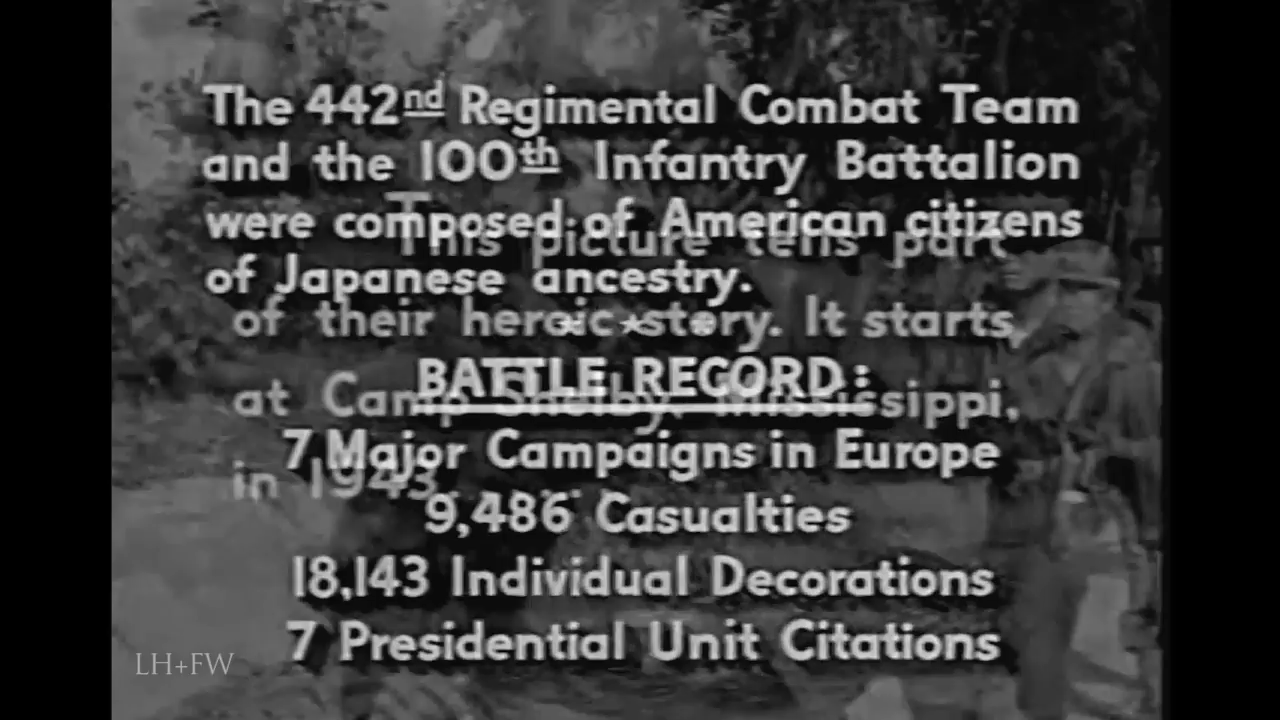 The 442nd Regimental Combat Team
and the 100th Infantry Battalion
were composed of American citizens
of Japanese ancestry.
* * *
BATTLE RECORD:
7 Major Campaigns in Europe
9,486 Casualties
18,143 Individual Decorations
7 Presidential Unit Citations
This picture tells part
of their heroic story. It starts
at Camp Shelby, Mississippi,
in 1943.
LH+FW